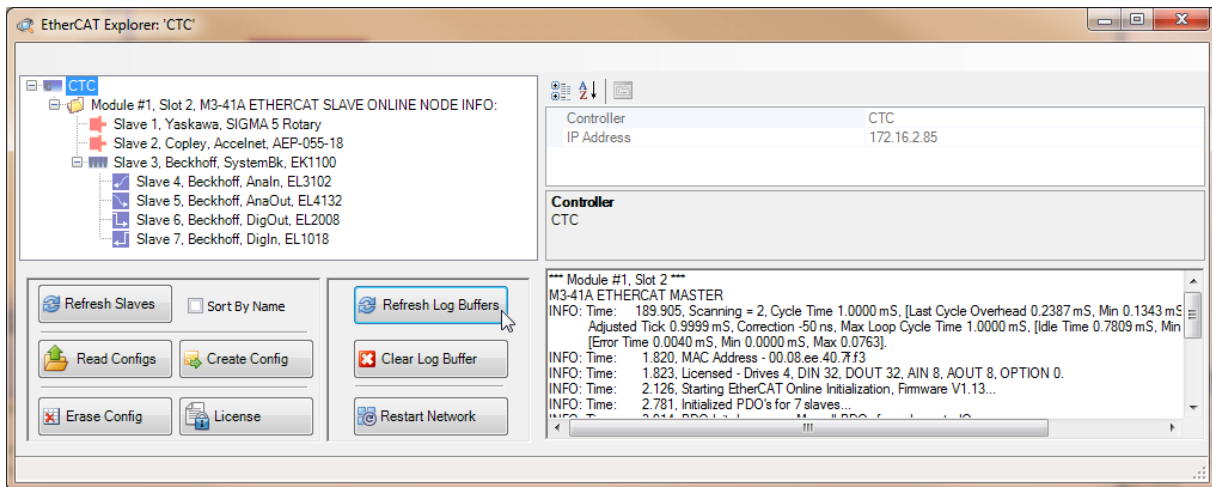 EtherCAT Explorer: 'CTC'
CTC
Module #1, Slot 2, M3-41A ETHERCAT SLAVE ONLINE NODE INFO:
Slave 1, Yaskawa, SIGMA 5 Rotary
Slave 2, Copley, Accelnet, AEP-055-18
Slave 3, Beckhoff, SystemBk, EK1100
Slave 4, Beckhoff, AnaIn, EL3102
Slave 5, Beckhoff, AnaOut, EL4132
Slave 6, Beckhoff, DigOut, EL2008
Slave 7, Beckhoff, DigIn, EL1018
Controller CTC
IP Address 172.16.2.85
Controller
CTC
Refresh Slaves Sort By Name Refresh Log Buffers
Read Configs Create Config Clear Log Buffer
Erase Config License Restart Network
*** Module #1, Slot 2 ***
M3-41A ETHERCAT MASTER
INFO: Time: 189.905, Scanning = 2, Cycle Time 1.0000 mS, [Last Cycle Overhead 0.2387 mS, Min 0.1343 mS
Adjusted Tick 0.9999 mS, Correction -50 ns, Max Loop Cycle Time 1.0000 mS, [Idle Time 0.7809 mS, Min
[Error Time 0.0040 mS, Min 0.0000 mS, Max 0.0763].
INFO: Time: 1.820, MAC Address - 00.08.ee.40.7f.f3
INFO: Time: 1.823, Licensed - Drives 4, DIN 32, DOUT 32, AIN 8, AOUT 8, OPTION 0.
INFO: Time: 2.126, Starting EtherCAT Online Initialization, Firmware V1.13...
INFO: Time: 2.781, Initialized PDO's for 7 slaves...